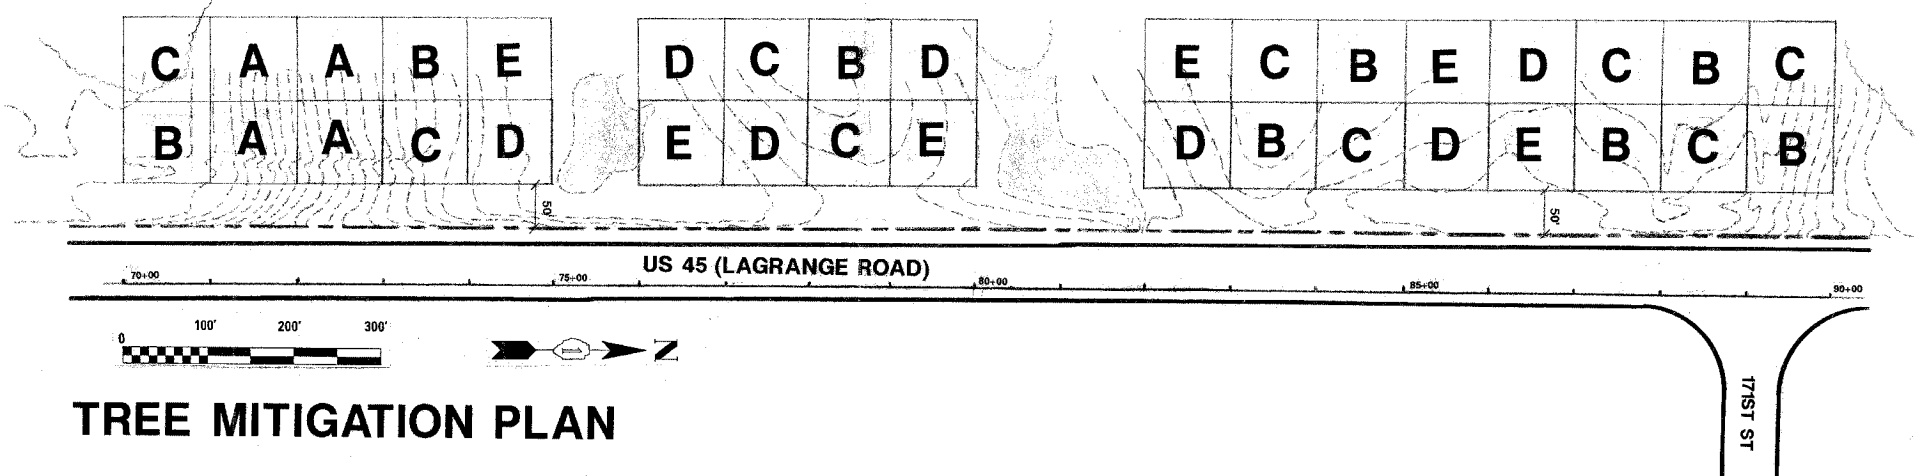 C A A B E D C B D E C B E D C B C
B A A C D E D C E D B C D E B C B
50' 50'
US 45 (LAGRANGE ROAD)
70+00 75+00 80+00 85+00 90+00
0 100' 200' 300'
N
171ST ST
TREE MITIGATION PLAN